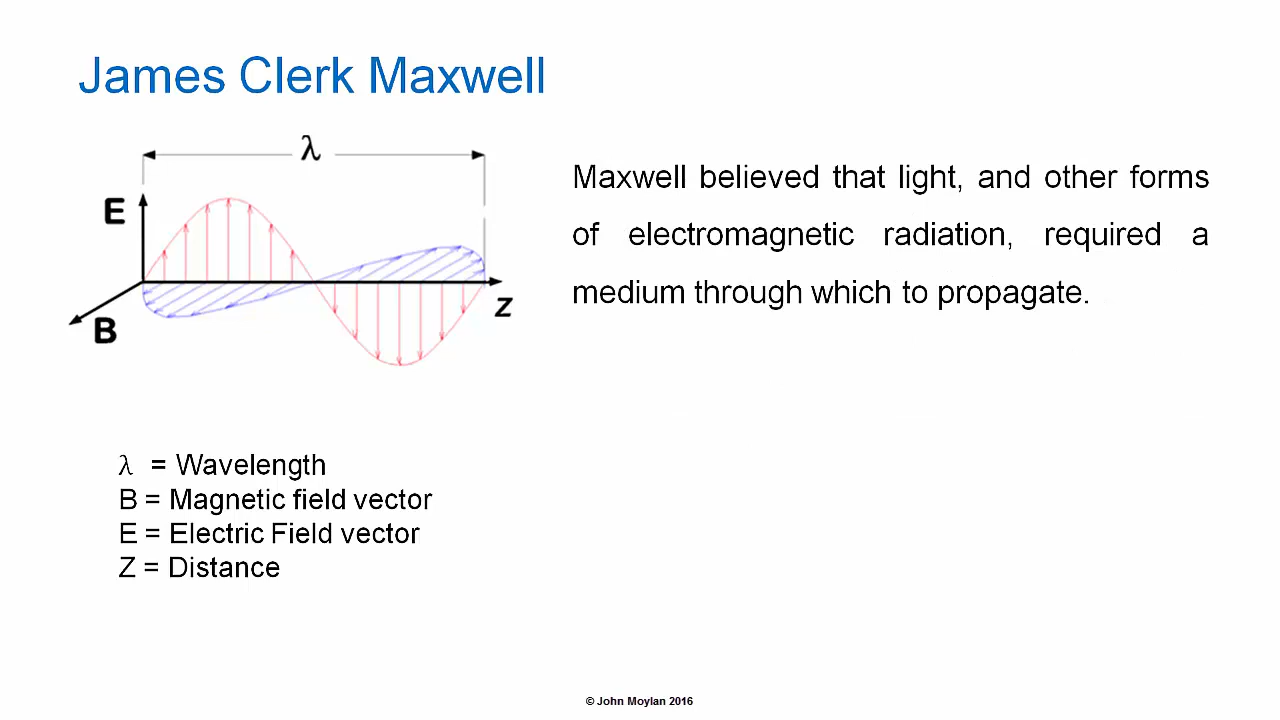 James Clerk Maxwell
λ
E
B
Z
Maxwell believed that light, and other forms
of electromagnetic radiation, required a
medium through which to propagate.
λ = Wavelength
B = Magnetic field vector
E = Electric Field vector
Z = Distance
© John Moylan 2016